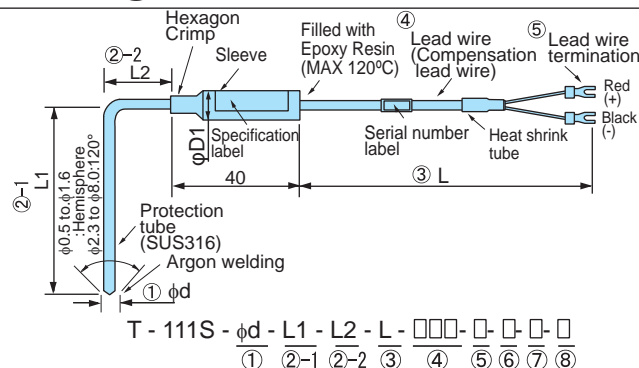 Hexagon
Crimp
Sleeve
Filled with
Epoxy Resin
(MAX 120ºC)
④
Lead wire
(Compensation
lead wire)
⑤
Lead wire
termination
②-2
L2
Red
(+)
Black
(-)
φD1
Specification
label
Serial number
label
Heat shrink
tube
40
③ L
②-1
L1
φ0.5 to φ1.6
:Hemisphere
φ2.3 to φ8.0:120°
Protection
tube
(SUS316)
Argon welding
① φd
T - 111S - φd - L1 - L2 - L - □□□ - □ - □ - □ - □
① ②-1 ②-2 ③ ④ ⑤ ⑥ ⑦ ⑧